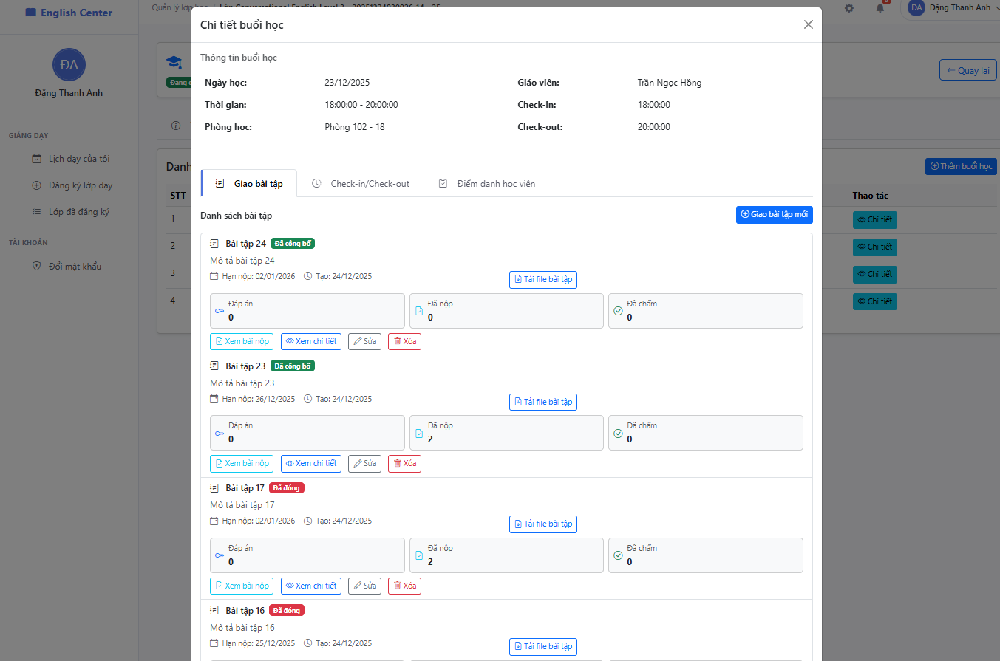 English Center
ĐA
Đặng Thanh Anh
GIẢNG DẠY
Lịch dạy của tôi
Đăng ký lớp dạy
Lớp đã đăng ký
TÀI KHOẢN
Đổi mật khẩu
Quản lý lớp học / Lớp Conversational English Level 3 - 20251224030026 14 - 25
ĐA Đặng Thanh Anh
Quay lại
Thêm buổi học
STT
Thao tác
1 Chi tiết
2 Chi tiết
3 Chi tiết
4 Chi tiết
Chi tiết buổi học
Thông tin buổi học
Ngày học: 23/12/2025 Giáo viên: Trần Ngọc Hồng
Thời gian: 18:00:00 - 20:00:00 Check-in: 18:00:00
Phòng học: Phòng 102 - 18 Check-out: 20:00:00
Giao bài tập Check-in/Check-out Điểm danh học viên
Danh sách bài tập Giao bài tập mới
Bài tập 24 Đã công bố
Mô tả bài tập 24
Hạn nộp: 02/01/2026 Tạo: 24/12/2025 Tải file bài tập
Đáp án Đã nộp Đã chấm
0 0 0
Xem bài nộp Xem chi tiết Sửa Xóa
Bài tập 23 Đã công bố
Mô tả bài tập 23
Hạn nộp: 26/12/2025 Tạo: 24/12/2025 Tải file bài tập
Đáp án Đã nộp Đã chấm
0 2 0
Xem bài nộp Xem chi tiết Sửa Xóa
Bài tập 17 Đã đóng
Mô tả bài tập 17
Hạn nộp: 02/01/2026 Tạo: 24/12/2025 Tải file bài tập
Đáp án Đã nộp Đã chấm
0 2 0
Xem bài nộp Xem chi tiết Sửa Xóa
Bài tập 16 Đã đóng
Mô tả bài tập 16
Hạn nộp: 25/12/2025 Tạo: 24/12/2025 Tải file bài tập